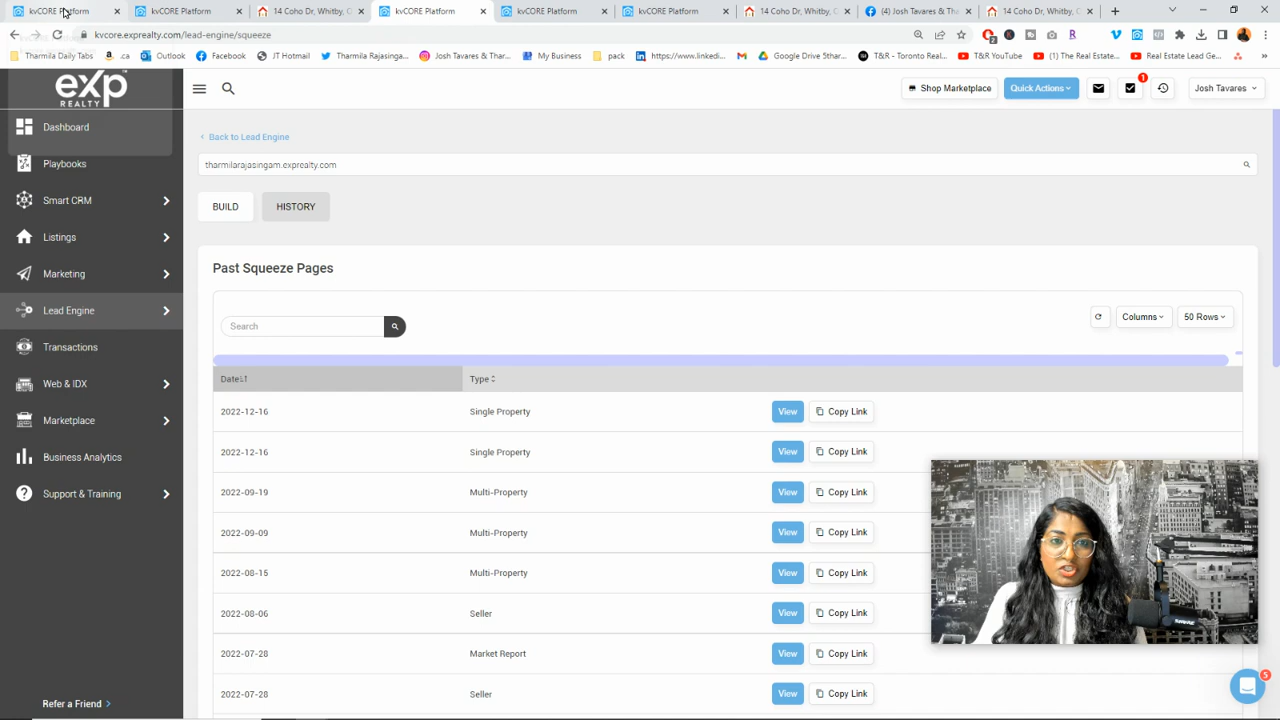 kvCORE Platform
kvCORE Platform
14 Coho Dr, Whitby, O
kvCORE Platform
kvCORE Platform
kvCORE Platform
14 Coho Dr, Whitby, O
(4) Josh Tavares & Tha
14 Coho Dr, Whitby, O
kvcore.exprealty.com/lead-engine/squeeze
Tharmila Daily Tabs
.ca
Outlook
Facebook
JT Hotmail
Tharmila Rajasingam...
Josh Tavares & Thar...
My Business
pack
https://www.linkedi...
Google Drive 5thar...
T&R - Toronto Real...
T&R YouTube
(1) The Real Estate...
Real Estate Lead Ge...
»
exp
REALTY
Shop Marketplace
Quick Actions
1
Josh Tavares
Dashboard
Playbooks
Smart CRM
Listings
Marketing
Lead Engine
Transactions
Web & IDX
Marketplace
Business Analytics
Support & Training
Refer a Friend
Back to Lead Engine
tharmilarajasingam.exprealty.com
BUILD
HISTORY
Past Squeeze Pages
Search
Columns
50 Rows
Date
Type
2022-12-16 Single Property View Copy Link
2022-12-16 Single Property View Copy Link
2022-09-19 Multi-Property View Copy Link
2022-09-09 Multi-Property View Copy Link
2022-08-15 Multi-Property View Copy Link
2022-08-06 Seller View Copy Link
2022-07-28 Market Report View Copy Link
2022-07-28 Seller View Copy Link
5